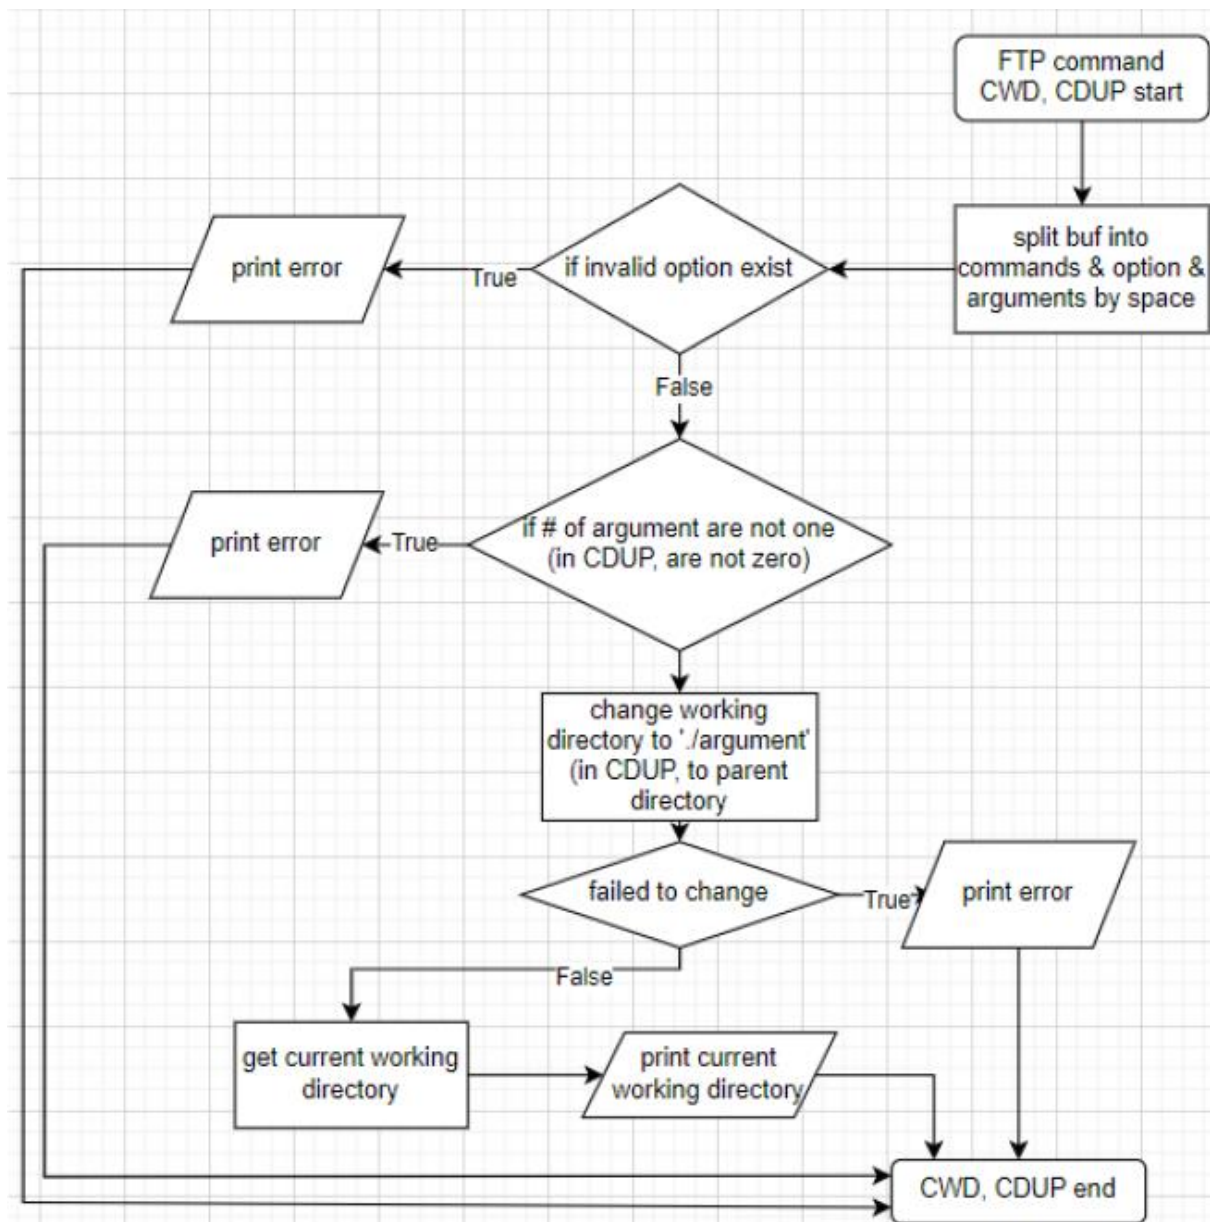 FTP command
CWD, CDUP start
split buf into
commands & option &
arguments by space
if invalid option exist
True
print error
False
if # of argument are not one
(in CDUP, are not zero)
True
print error
change working
directory to './argument'
(in CDUP, to parent
directory
failed to change
True
print error
False
get current working
directory
print current
working directory
CWD, CDUP end